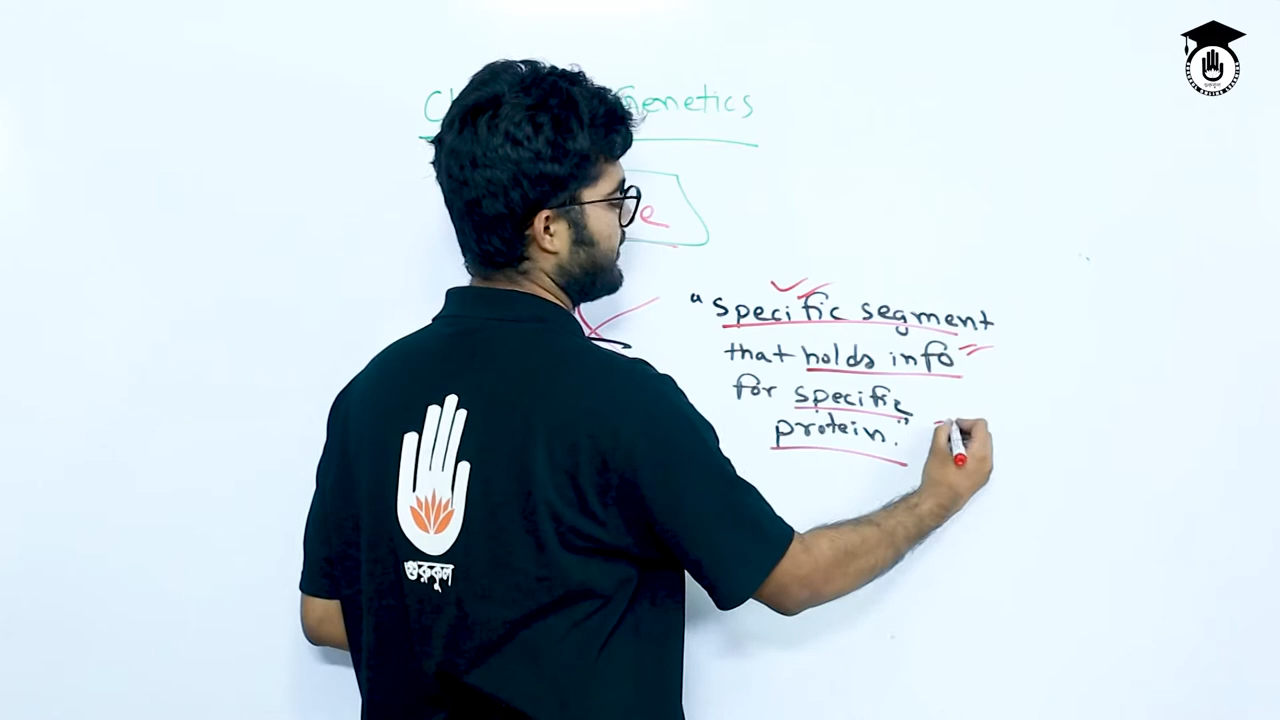 Genetics
"specific segment
that holds info
for specific
protein."
গুরুকুল